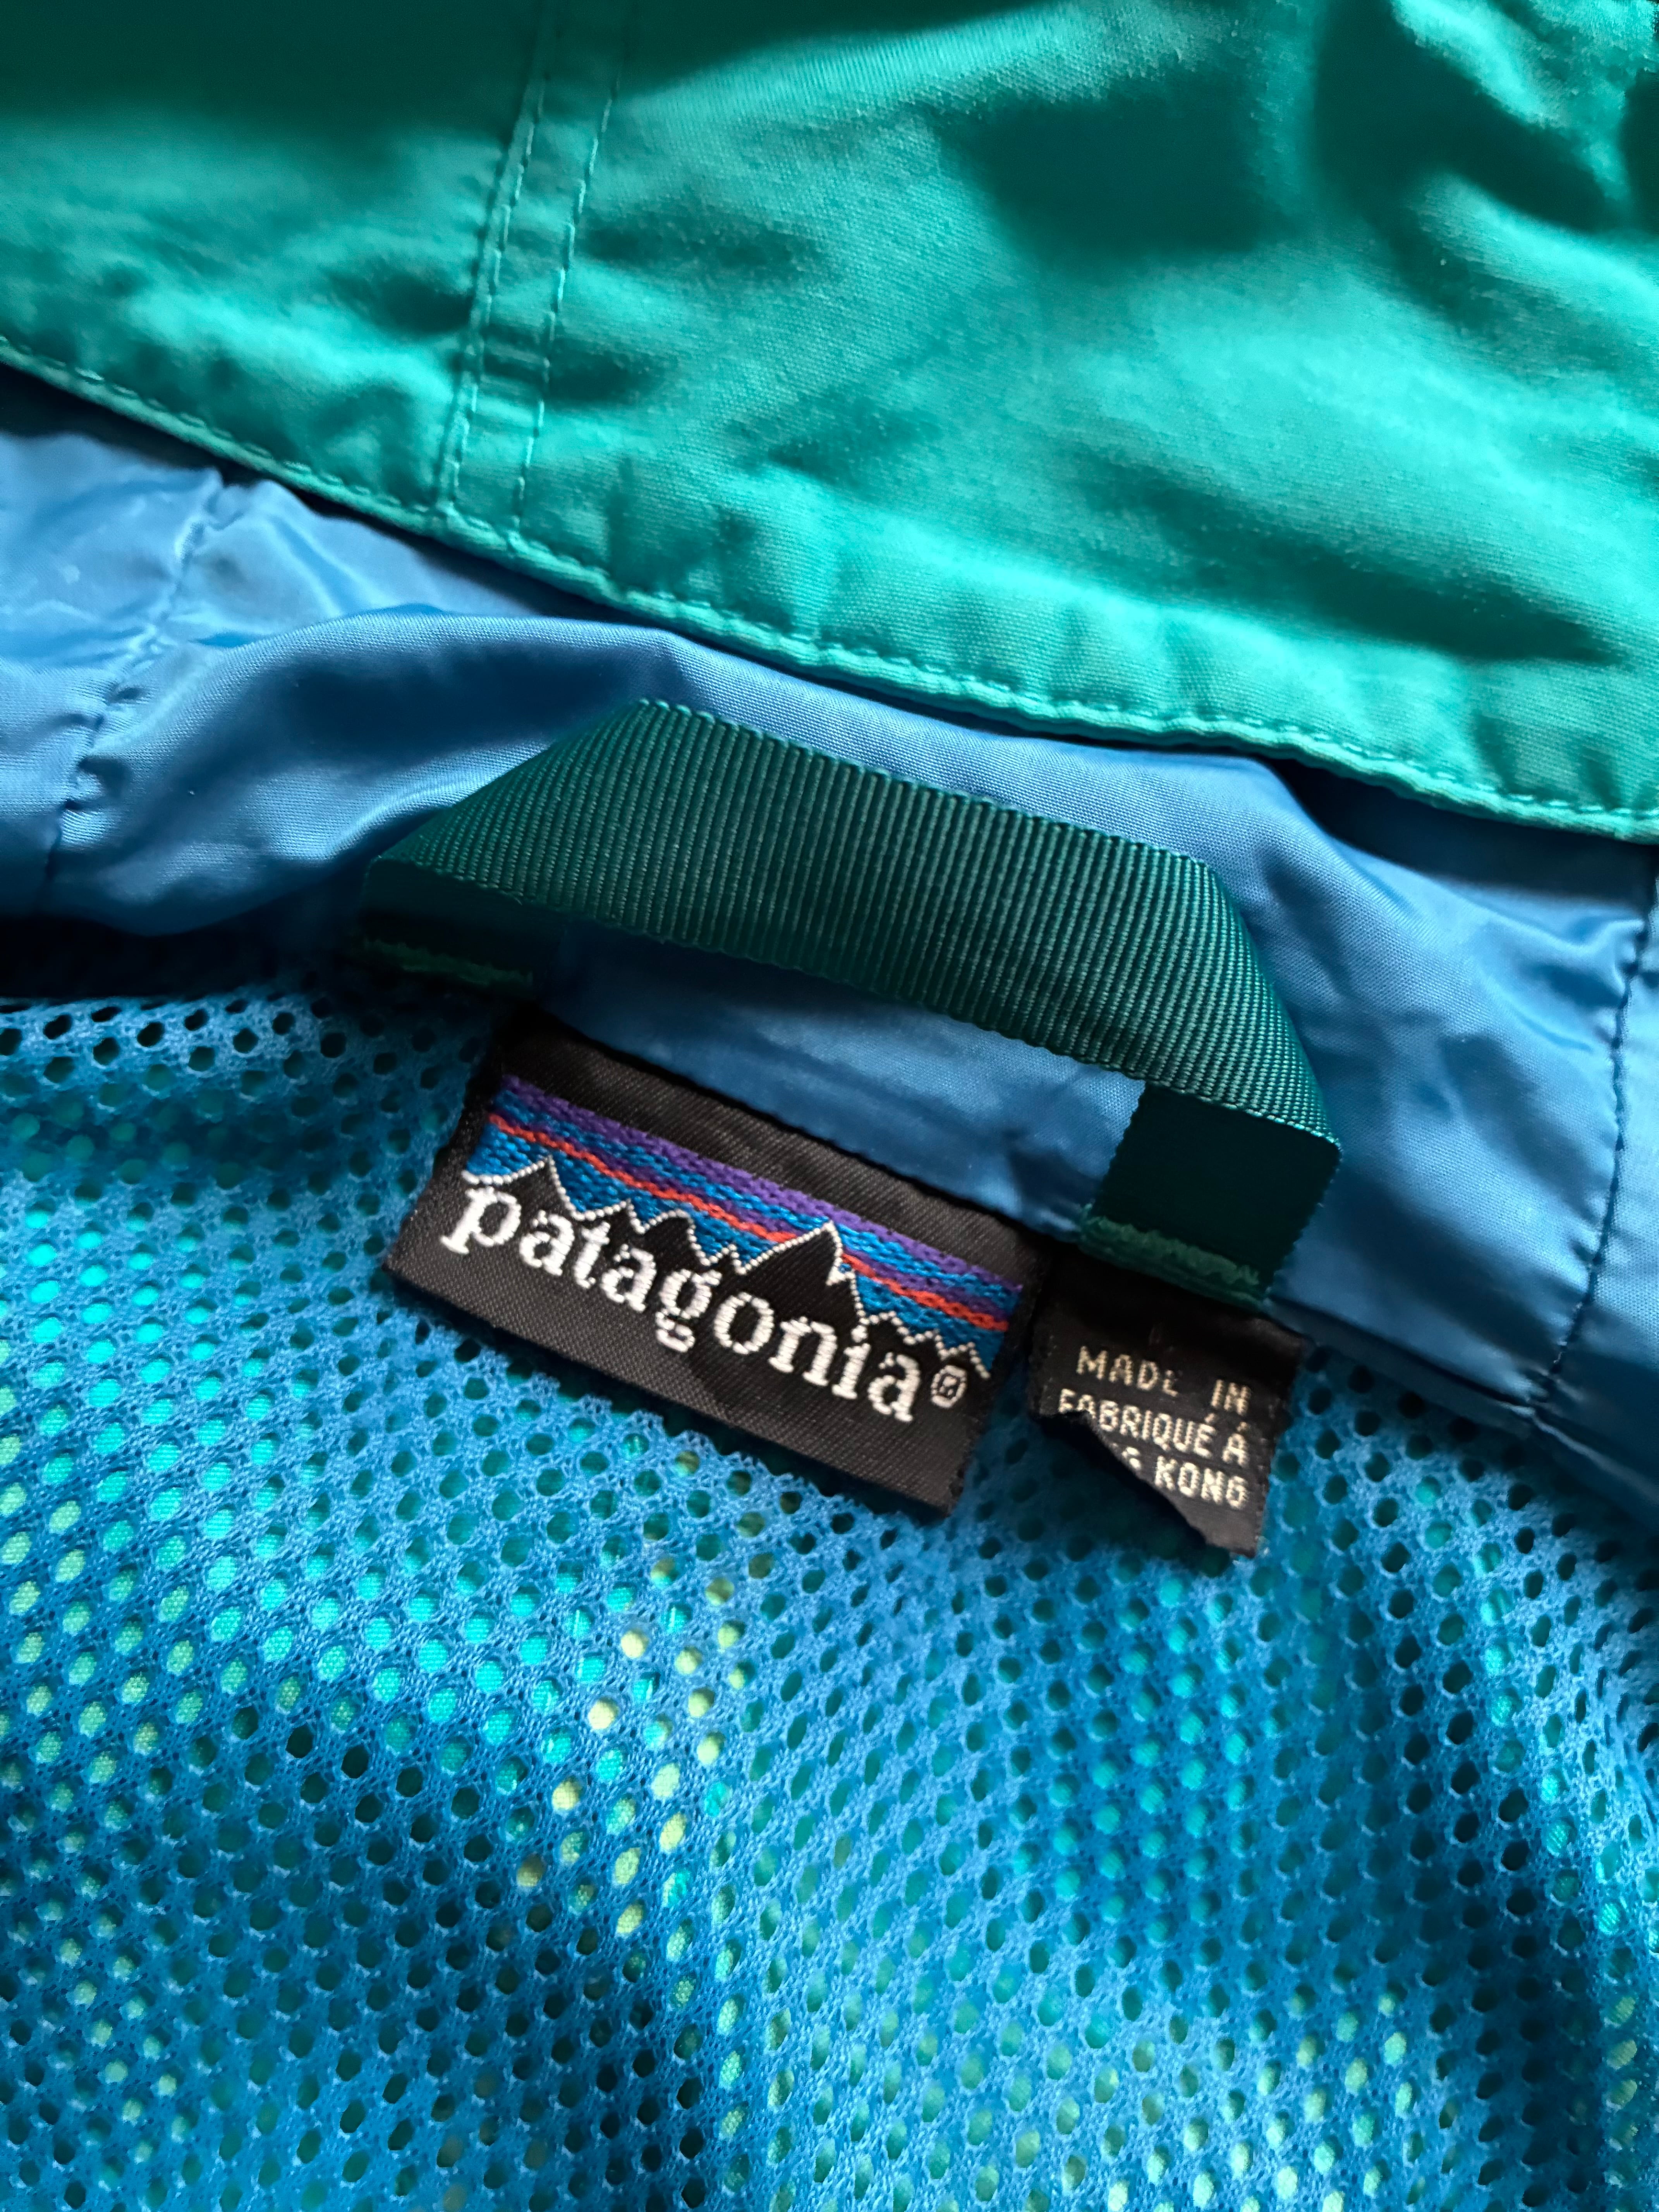 patagonia®
MADE IN
FABRIQUÉ À
KONG